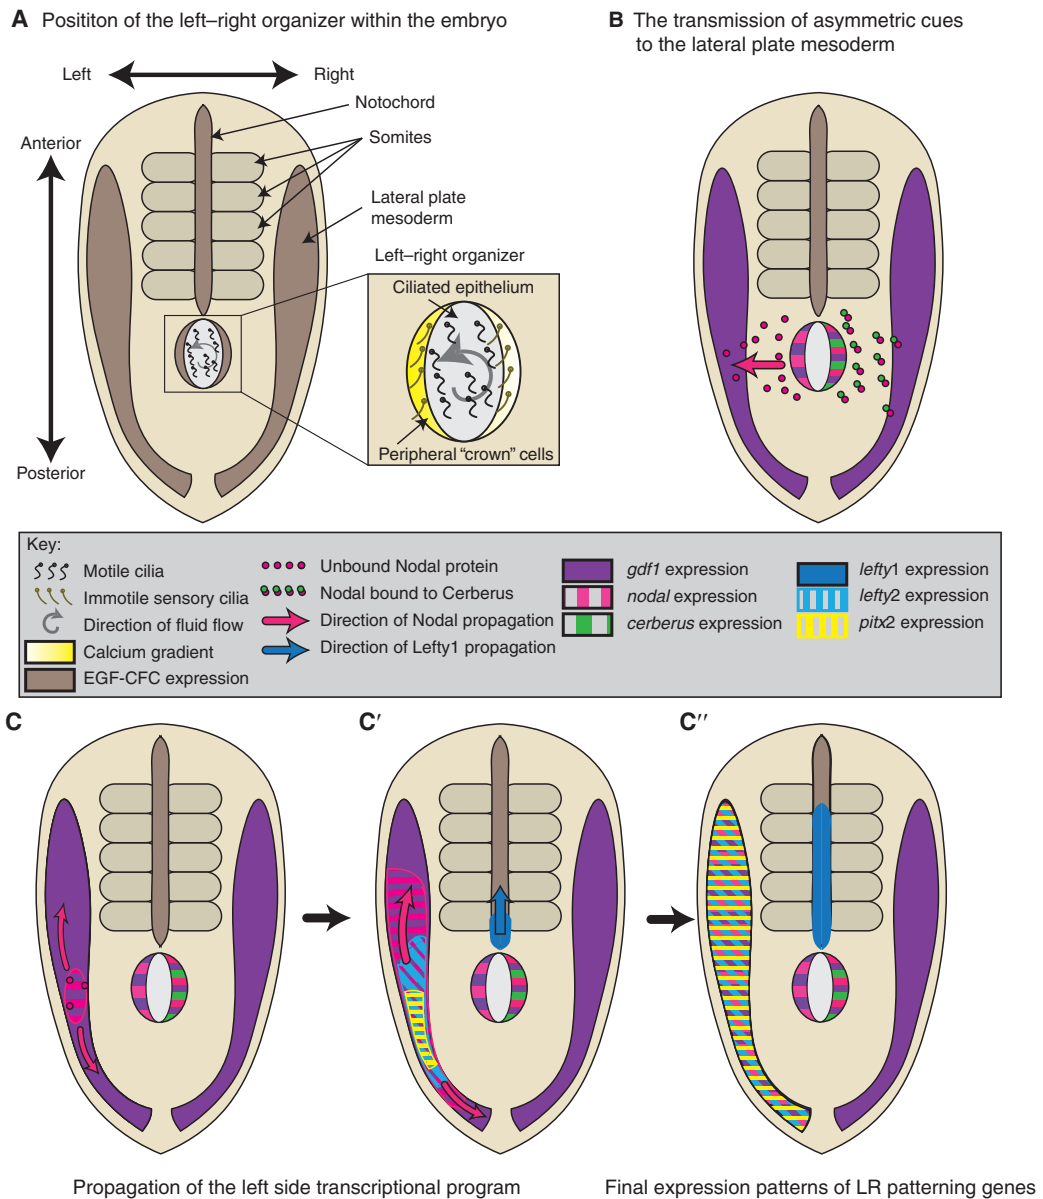 A Posititon of the left–right organizer within the embryo
B The transmission of asymmetric cues
to the lateral plate mesoderm
Left
Right
Notochord
Anterior
Somites
Lateral plate
mesoderm
Left–right organizer
Ciliated epithelium
Posterior
Peripheral “crown” cells
Key:
Motile cilia
Immotile sensory cilia
Direction of fluid flow
Calcium gradient
EGF-CFC expression
Unbound Nodal protein
Nodal bound to Cerberus
Direction of Nodal propagation
Direction of Lefty1 propagation
gdf1 expression
nodal expression
cerberus expression
lefty1 expression
lefty2 expression
pitx2 expression
C
C′
C′′
Propagation of the left side transcriptional program
Final expression patterns of LR patterning genes